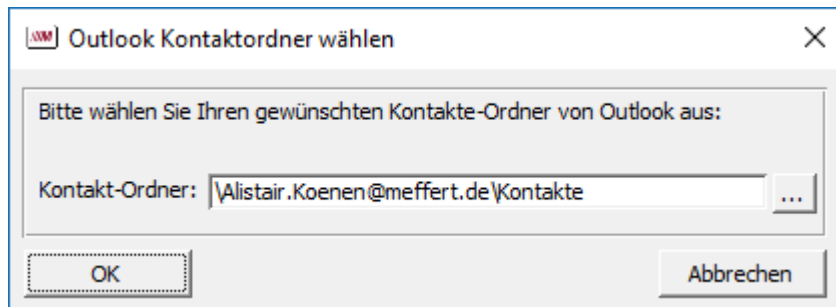 Outlook Kontaktordner wählen
Bitte wählen Sie Ihren gewünschten Kontakte-Ordner von Outlook aus:
Kontakt-Ordner: \Alistair.Koenen@meffert.de\Kontakte ...
OK Abbrechen